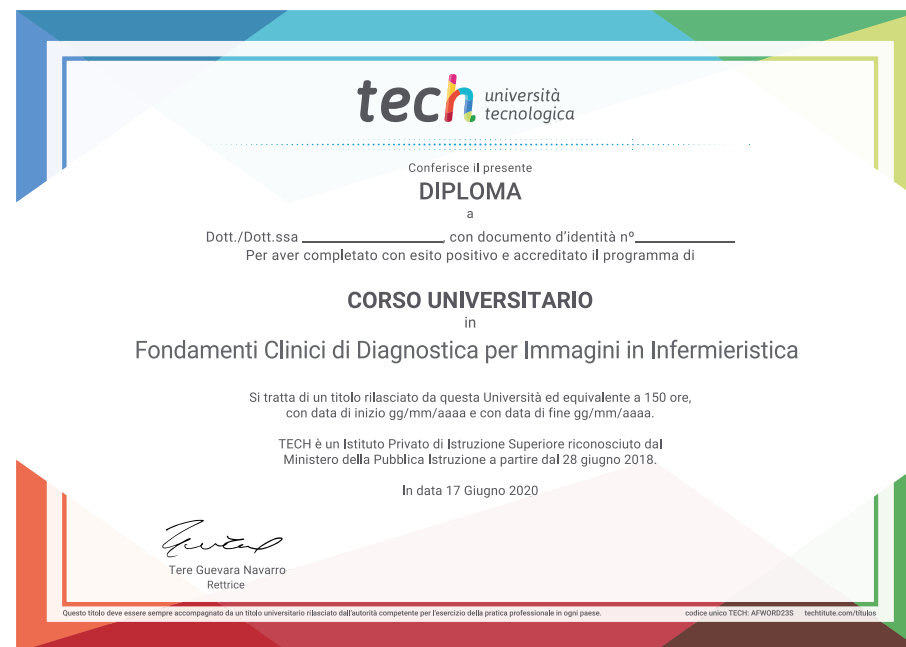 tech università
tecnologica
Conferisce il presente
DIPLOMA
a
Dott./Dott.ssa ____________________, con documento d'identità nº______________
Per aver completato con esito positivo e accreditato il programma di
CORSO UNIVERSITARIO
in
Fondamenti Clinici di Diagnostica per Immagini in Infermieristica
Si tratta di un titolo rilasciato da questa Università ed equivalente a 150 ore,
con data di inizio gg/mm/aaaa e con data di fine gg/mm/aaaa.
TECH è un Istituto Privato di Istruzione Superiore riconosciuto dal
Ministero della Pubblica Istruzione a partire dal 28 giugno 2018.
In data 17 Giugno 2020
Tere Guevara Navarro
Rettrice
Questo titolo deve essere sempre accompagnato da un titolo universitario rilasciato dall'autorità competente per l'esercizio della pratica professionale in ogni paese. codice unico TECH: AFWORD23S techtitute.com/titulos